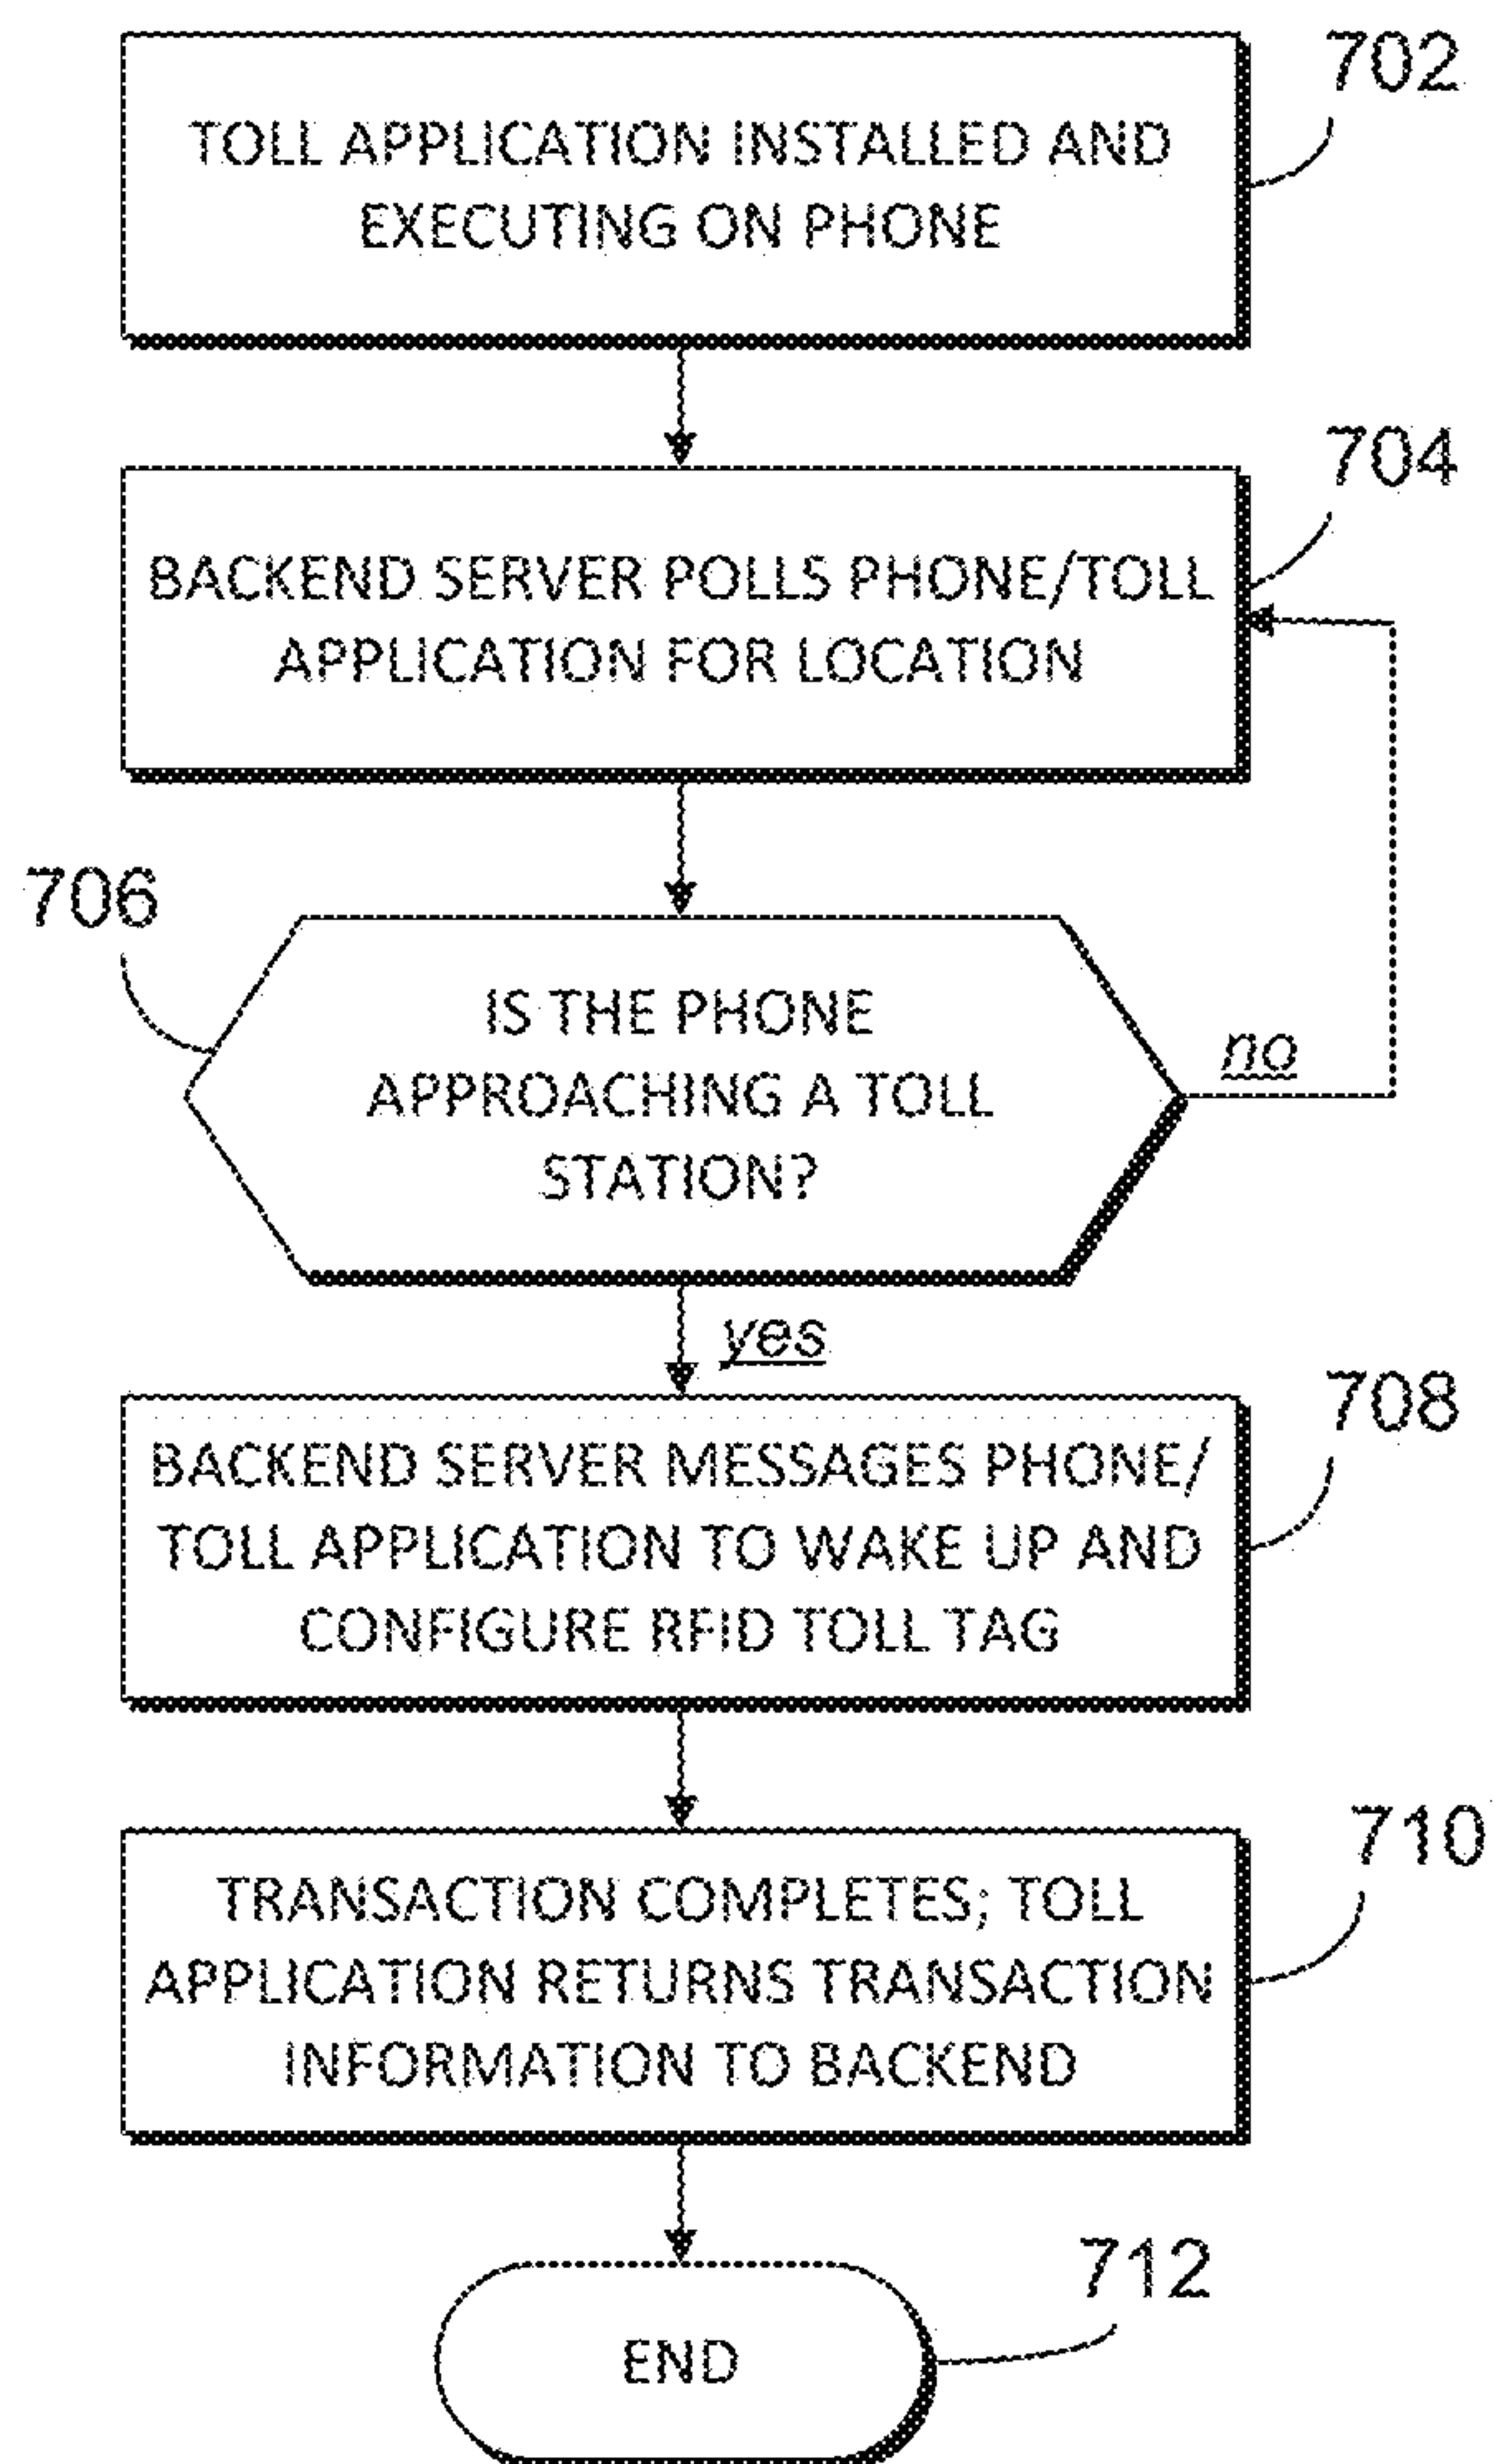 702
TOLL APPLICATION INSTALLED AND
EXECUTING ON PHONE
704
BACKEND SERVER POLLS PHONE/TOLL
APPLICATION FOR LOCATION
706
IS THE PHONE
APPROACHING A TOLL
STATION?
no
yes
708
BACKEND SERVER MESSAGES PHONE/
TOLL APPLICATION TO WAKE UP AND
CONFIGURE RFID TOLL TAG
710
TRANSACTION COMPLETES; TOLL
APPLICATION RETURNS TRANSACTION
INFORMATION TO BACKEND
712
END